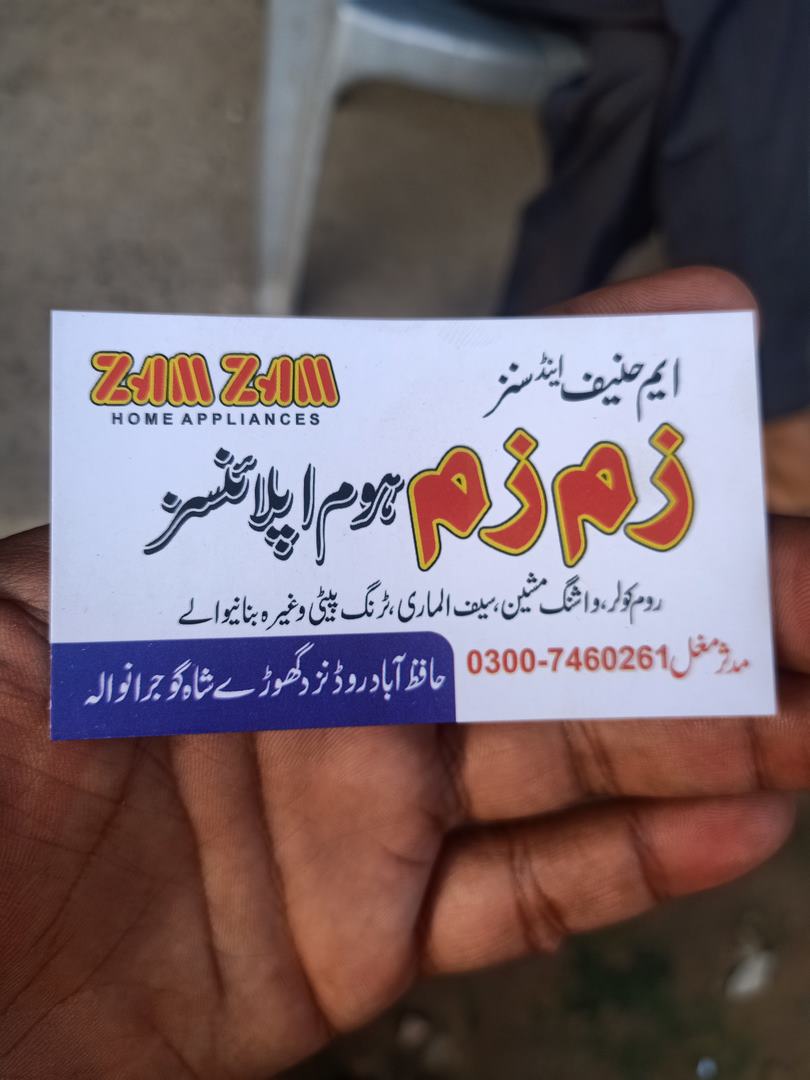 ZAM ZAM
HOME APPLIANCES
ایم حنیف اینڈ سنز
زم زم ہوم اپلائنسز
روم کولر، واشنگ مشین، سیف الماری، ٹرنگ پیٹی وغیرہ بنانیوالے
مدثر مغل 0300-7460261
حافظ آباد روڈ نزد گھوڑے شاہ گوجرانوالہ